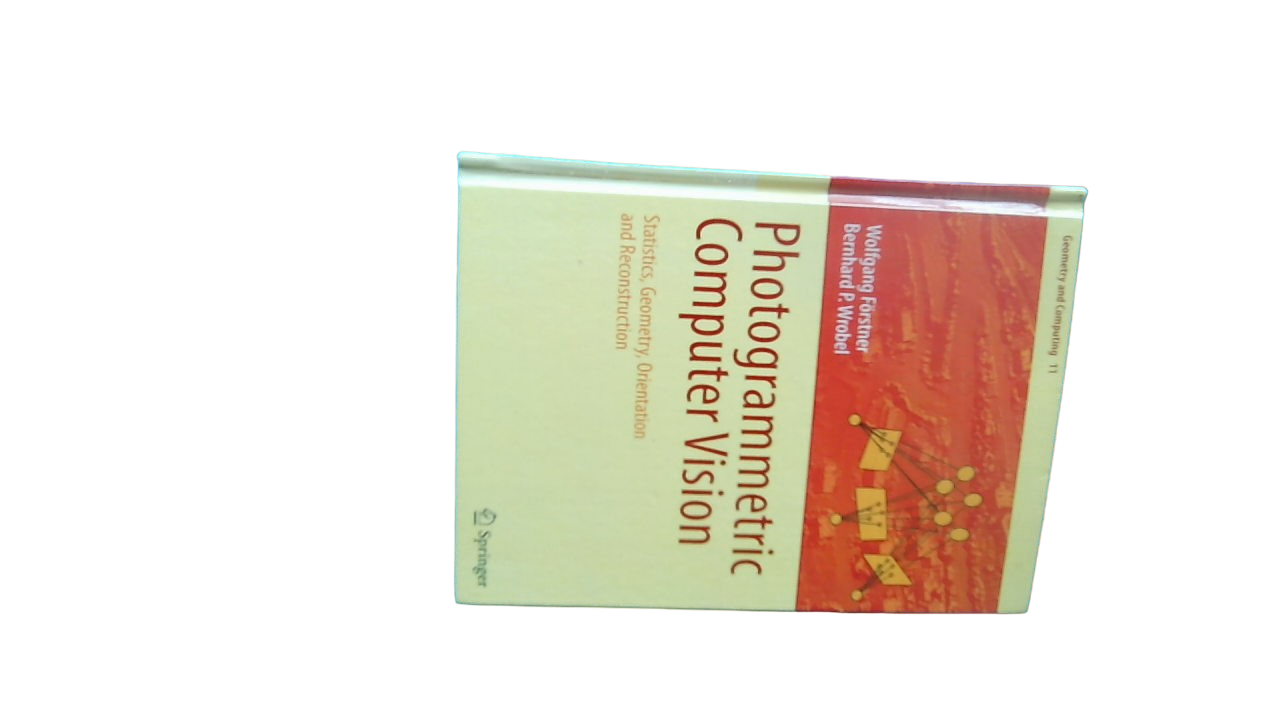 Geometry and Computing 11
Wolfgang Förstner
Bernhard P. Wrobel
Photogrammetric
Computer Vision
Statistics, Geometry, Orientation
and Reconstruction
Springer